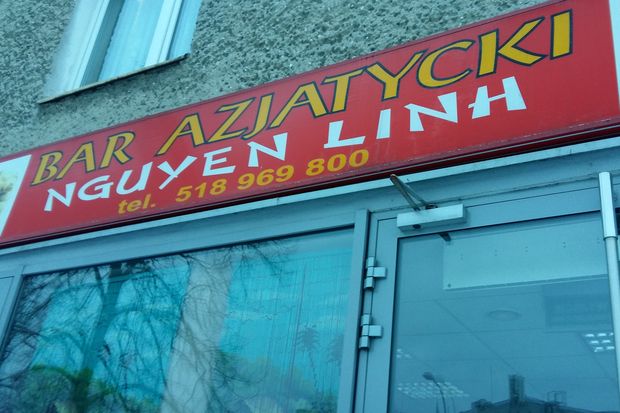 BAR AZJATYCKI
NGUYEN LINH
tel. 518 969 800